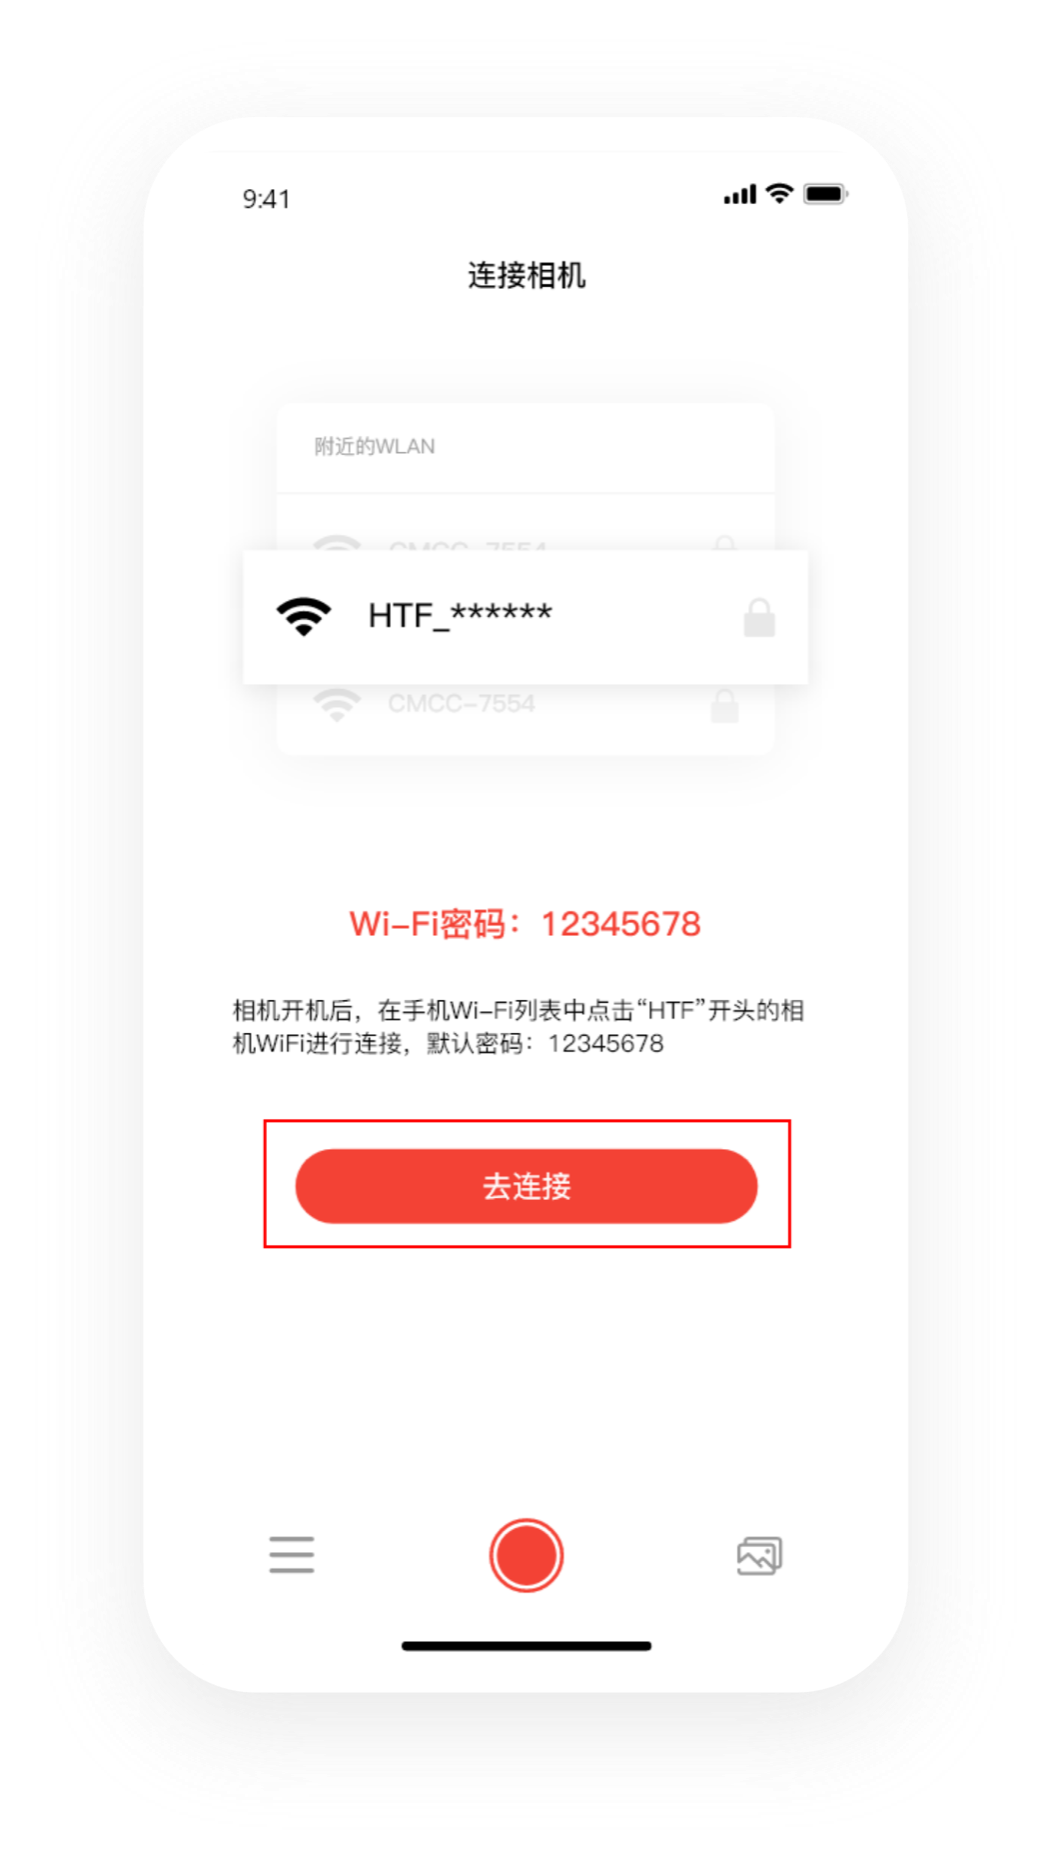 9:41
连接相机
附近的WLAN
CMCC-7554
HTF_******
CMCC-7554
Wi-Fi密码：12345678
相机开机后，在手机Wi-Fi列表中点击“HTF”开头的相
机WiFi进行连接，默认密码：12345678
去连接